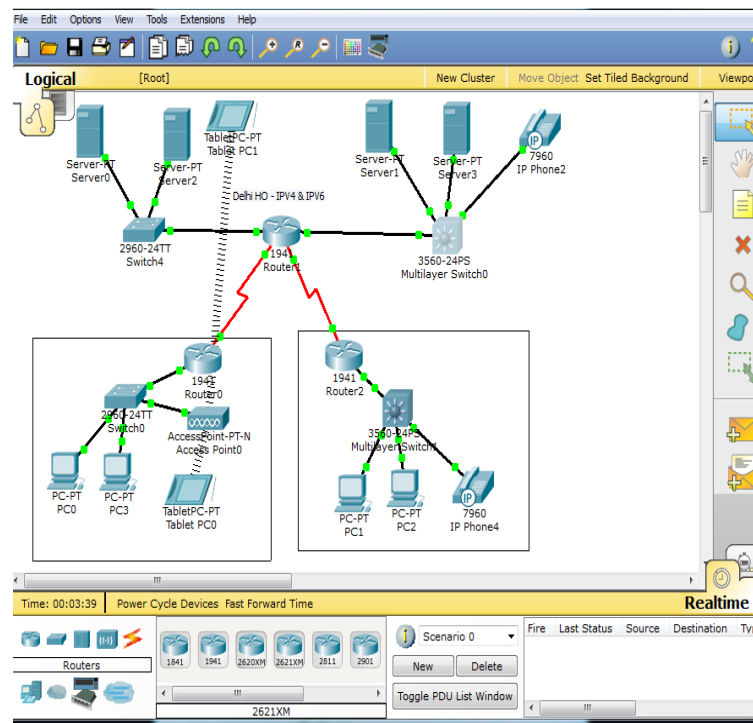 File Edit Options View Tools Extensions Help
Logical [Root] New Cluster Move Object Set Tiled Background Viewpo
TabletPC-PT
Tablet PC1
Server-PT
Server0
Server-PT
Server2
Server-PT
Server1
Server-PT
Server3
IP
7960
IP Phone2
Delhi HO - IPV4 & IPV6
2960-24TT
Switch4
1941
Router1
3560-24PS
Multilayer Switch0
1941
Router0
1941
Router2
2960-24TT
Switch0
AccessPoint-PT-N
Access Point0
3560-24PS
Multilayer Switch1
PC-PT
PC0
PC-PT
PC3
TabletPC-PT
Tablet PC0
PC-PT
PC1
PC-PT
PC2
IP
7960
IP Phone4
Time: 00:03:39 Power Cycle Devices Fast Forward Time Realtime
Routers
1841 1941 2620XM 2621XM 2811 2901
2621XM
Scenario 0
New Delete
Toggle PDU List Window
Fire Last Status Source Destination Ty